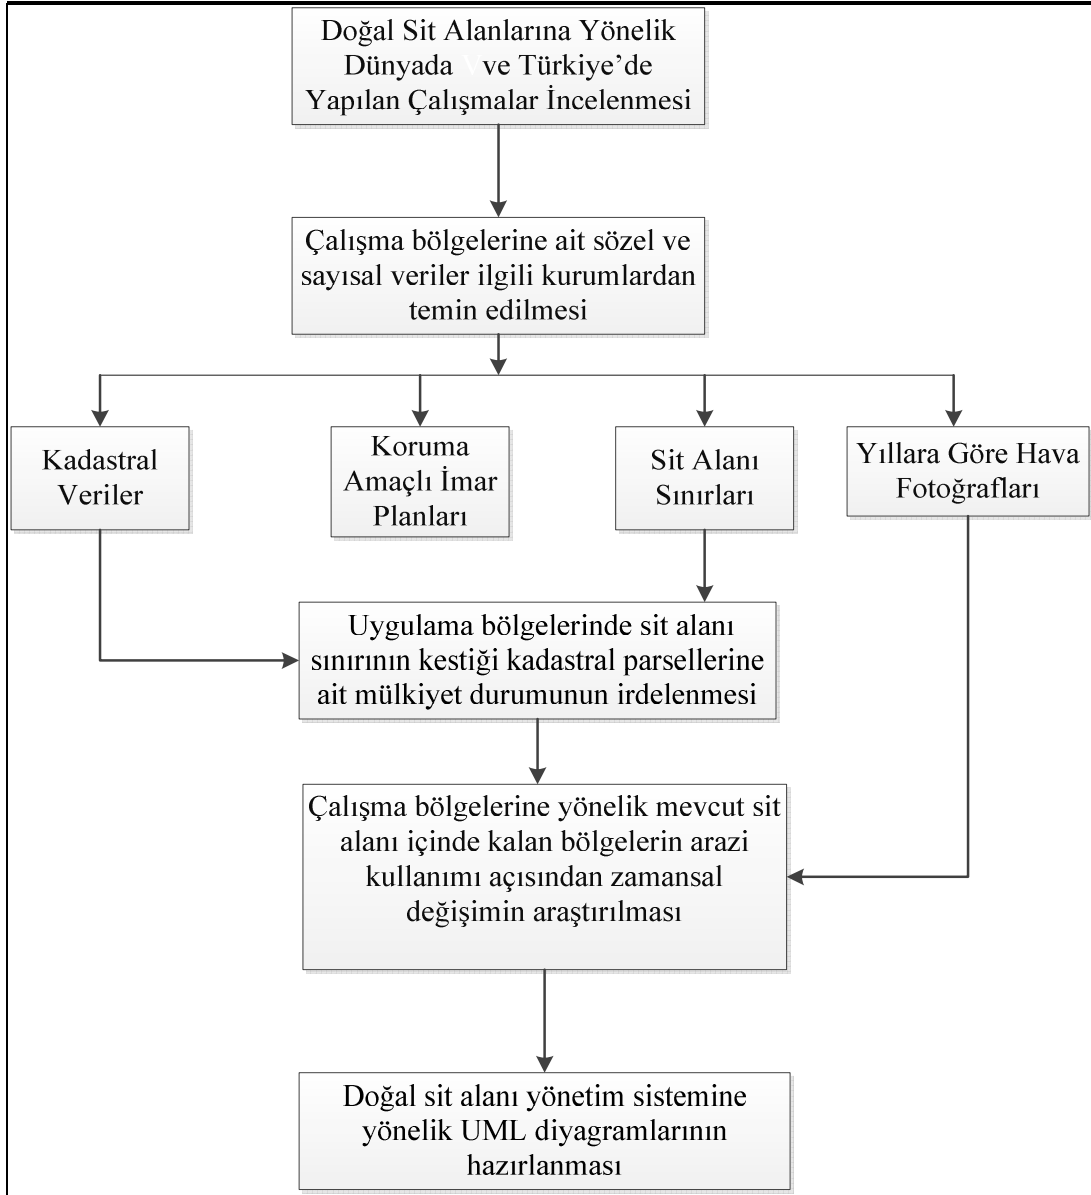 Doğal Sit Alanlarına Yönelik
Dünyada ve Türkiye’de
Yapılan Çalışmalar İncelenmesi
Çalışma bölgelerine ait sözel ve
sayısal veriler ilgili kurumlardan
temin edilmesi
Kadastral
Veriler
Koruma
Amaçlı İmar
Planları
Sit Alanı
Sınırları
Yıllara Göre Hava
Fotoğrafları
Uygulama bölgelerinde sit alanı
sınırının kestiği kadastral parsellerine
ait mülkiyet durumunun irdelenmesi
Çalışma bölgelerine yönelik mevcut sit
alanı içinde kalan bölgelerin arazi
kullanımı açısından zamansal
değişimin araştırılması
Doğal sit alanı yönetim sistemine
yönelik UML diyagramlarının
hazırlanması